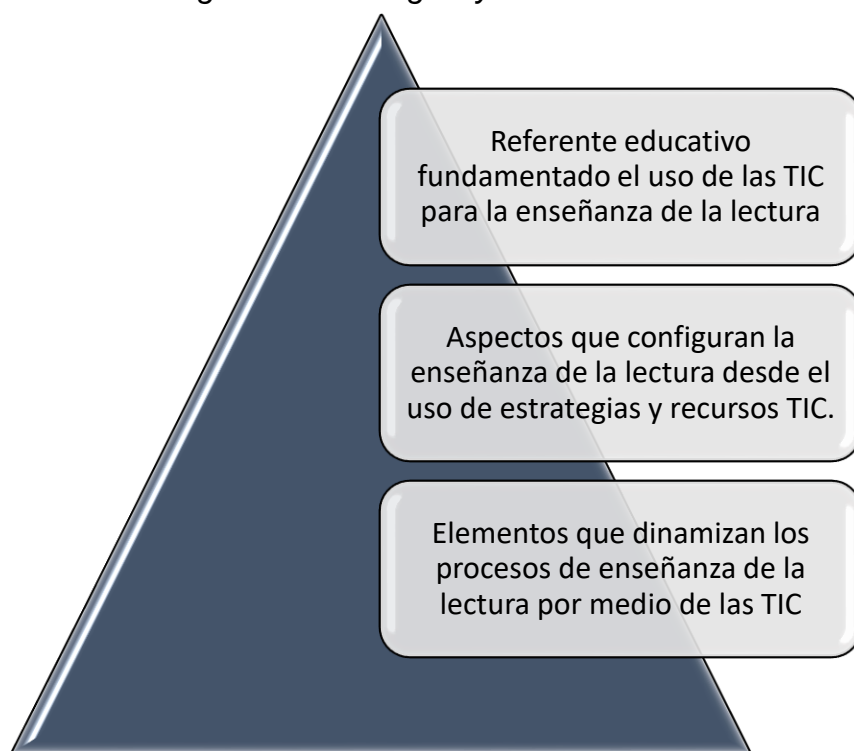 Referente educativo
fundamentado el uso de las TIC
para la enseñanza de la lectura
Aspectos que configuran la
enseñanza de la lectura desde el
uso de estrategias y recursos TIC.
Elementos que dinamizan los
procesos de enseñanza de la
lectura por medio de las TIC